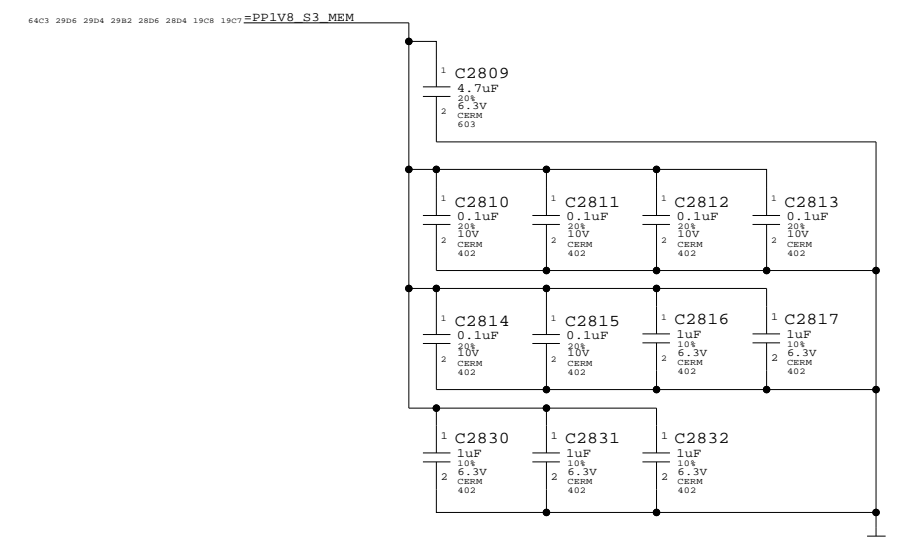 64C3 29D6 29D4 29B2 28D6 28D4 19C8 19C7 =PP1V8_S3_MEM
1 C2809
4.7uF
20%
6.3V
2 CERM
603
1 C2810 1 C2811 1 C2812 1 C2813
0.1uF 0.1uF 0.1uF 0.1uF
20% 20% 20% 20%
2 10V 2 10V 2 10V 2 10V
CERM CERM CERM CERM
402 402 402 402
1 C2814 1 C2815 1 C2816 1 C2817
0.1uF 0.1uF 1uF 1uF
20% 20% 10% 10%
2 10V 2 10V 2 6.3V 2 6.3V
CERM CERM CERM CERM
402 402 402 402
1 C2830 1 C2831 1 C2832
1uF 1uF 1uF
10% 10% 10%
2 6.3V 2 6.3V 2 6.3V
CERM CERM CERM
402 402 402